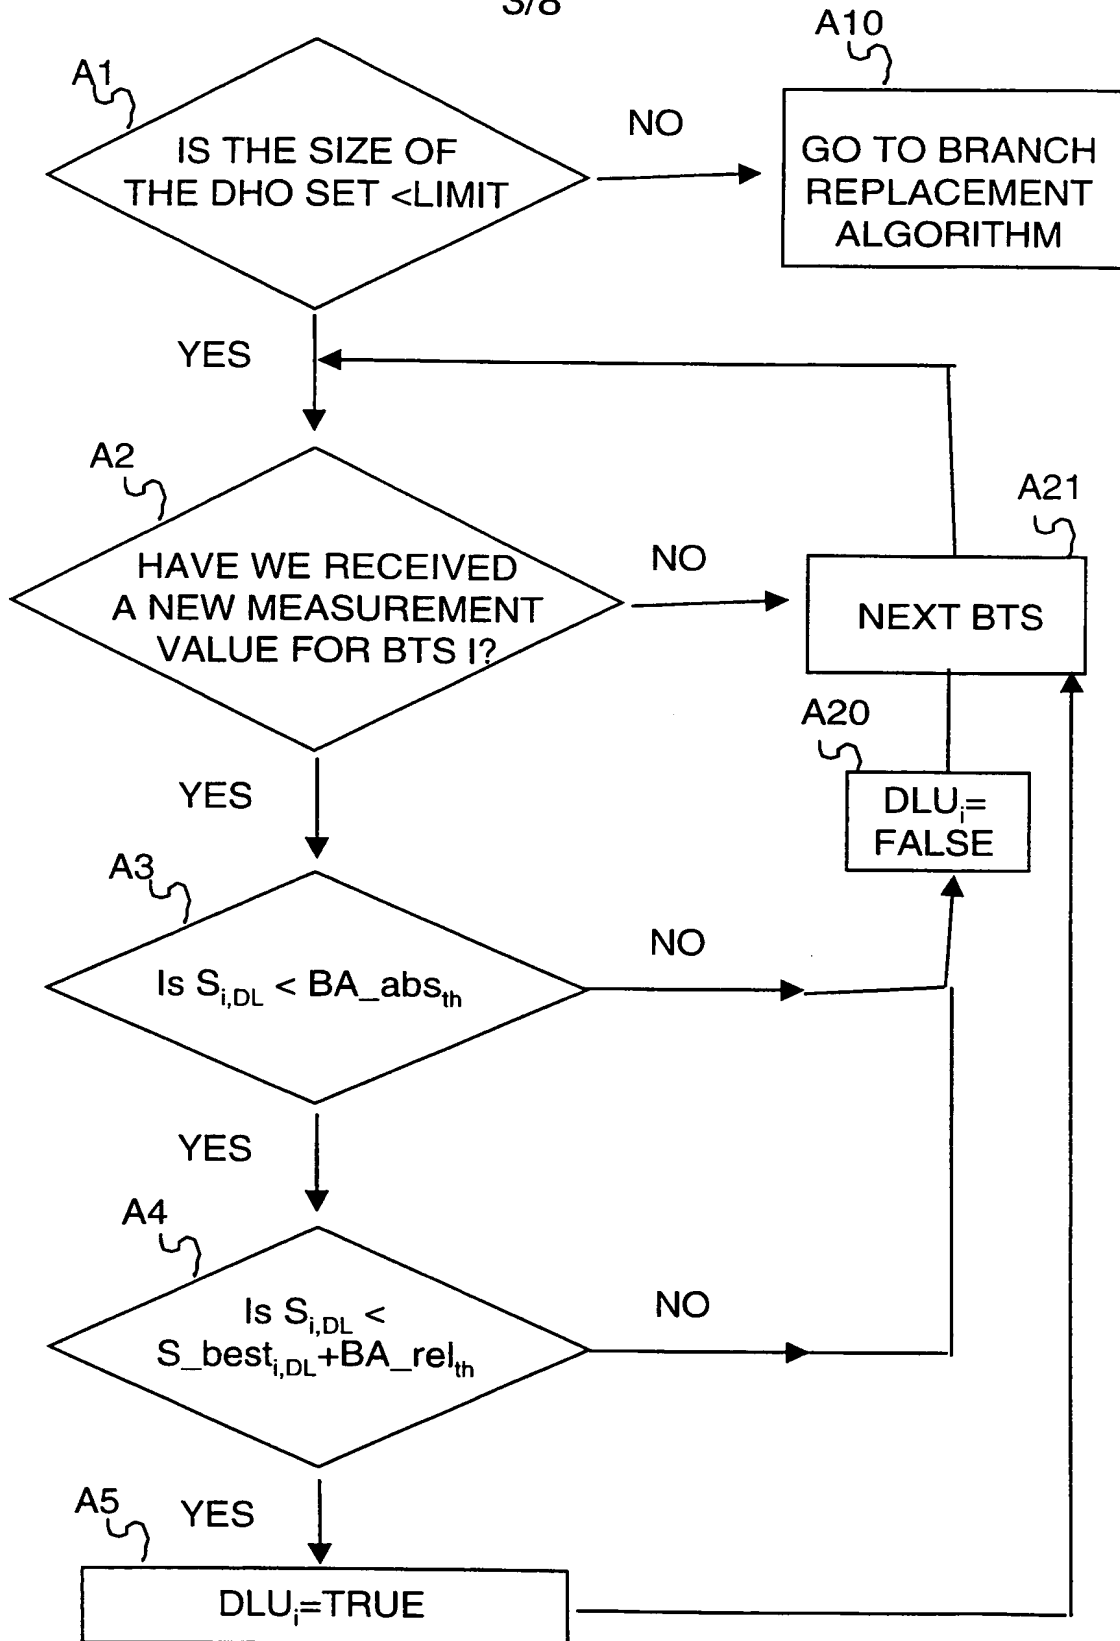 3/8
A1
IS THE SIZE OF
THE DHO SET <LIMIT
NO
A10
GO TO BRANCH
REPLACEMENT
ALGORITHM
YES
A2
HAVE WE RECEIVED
A NEW MEASUREMENT
VALUE FOR BTS I?
NO
A21
NEXT BTS
A20
DLUi=
FALSE
YES
A3
Is Si,DL < BA_absth
NO
YES
A4
Is Si,DL <
S_besti,DL+BA_relth
NO
YES
A5
DLUi=TRUE